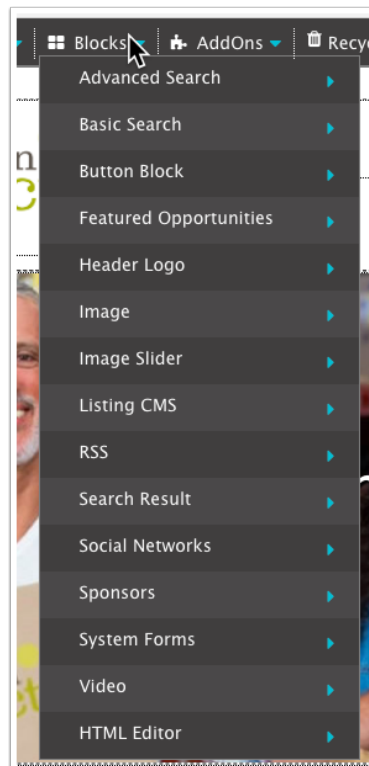 Blocks AddOns Recy
Advanced Search
Basic Search
Button Block
Featured Opportunities
Header Logo
Image
Image Slider
Listing CMS
RSS
Search Result
Social Networks
Sponsors
System Forms
Video
HTML Editor